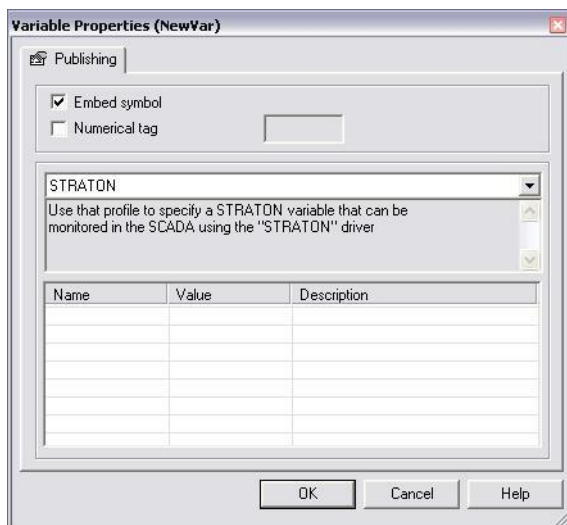 Variable Properties (NewVar)
Publishing
Embed symbol
Numerical tag
STRATON
Use that profile to specify a STRATON variable that can be
monitored in the SCADA using the "STRATON" driver
Name Value Description
OK Cancel Help